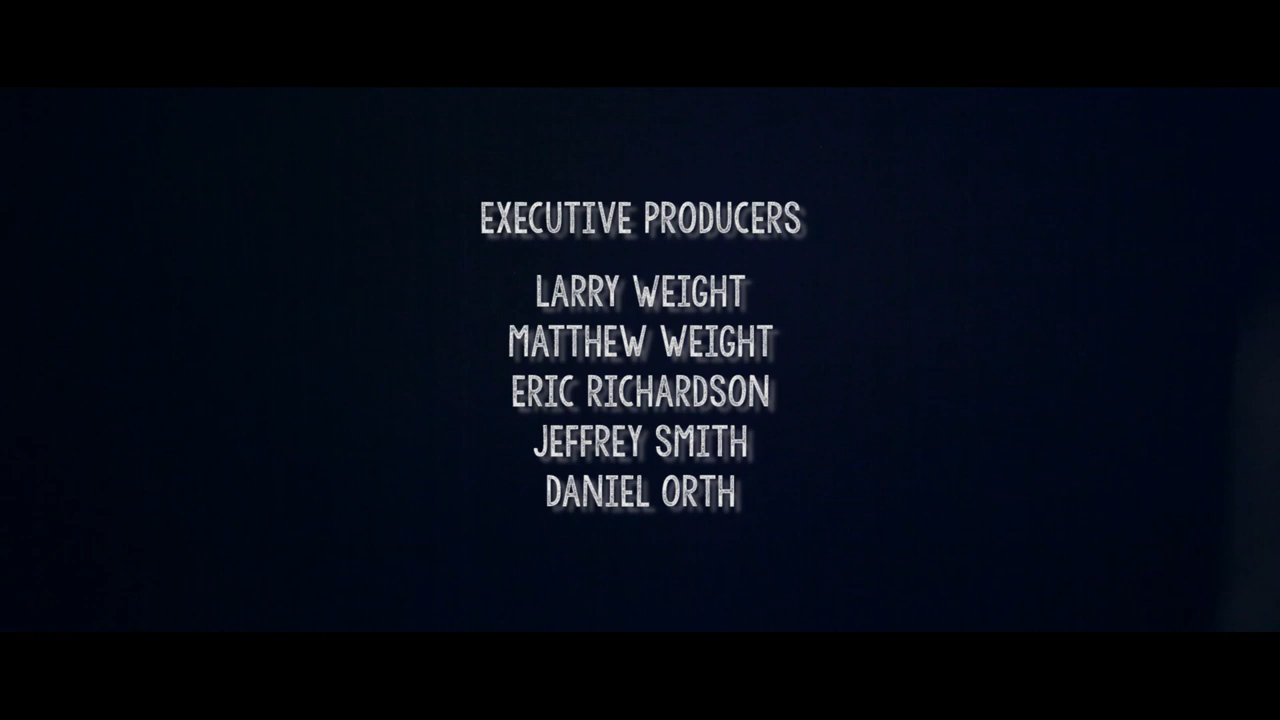 EXECUTIVE PRODUCERS
LARRY WEIGHT
MATTHEW WEIGHT
ERIC RICHARDSON
JEFFREY SMITH
DANIEL ORTH